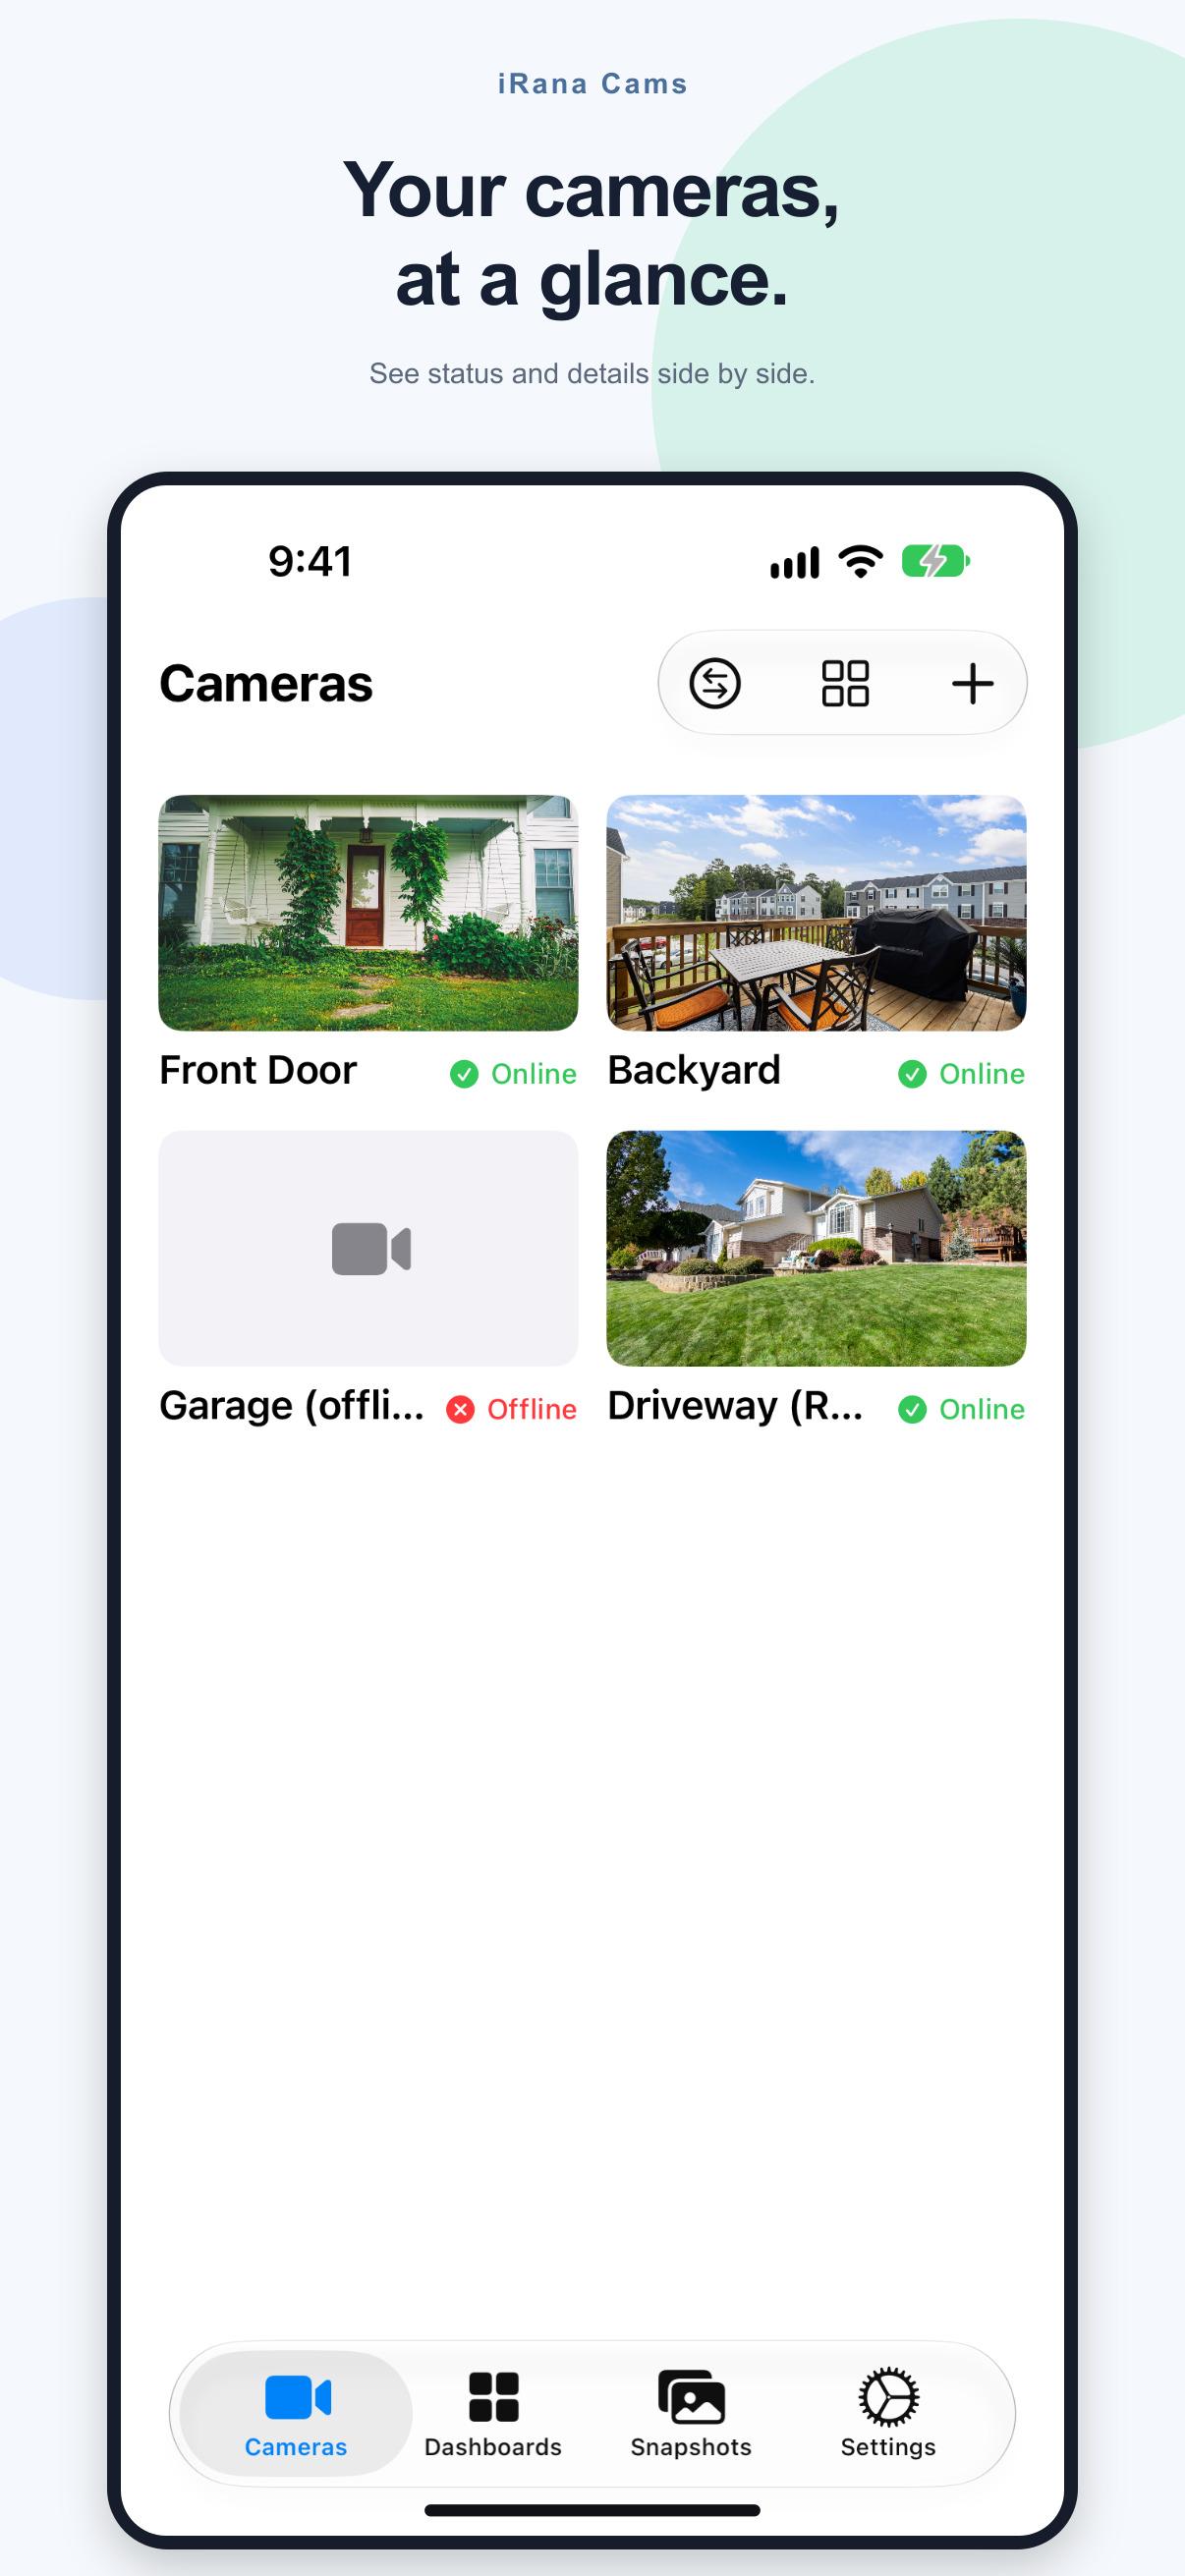 iRana Cams
Your cameras,
at a glance.
See status and details side by side.
9:41
Cameras
Front Door Online
Backyard Online
Garage (offli... Offline
Driveway (R... Online
Cameras Dashboards Snapshots Settings